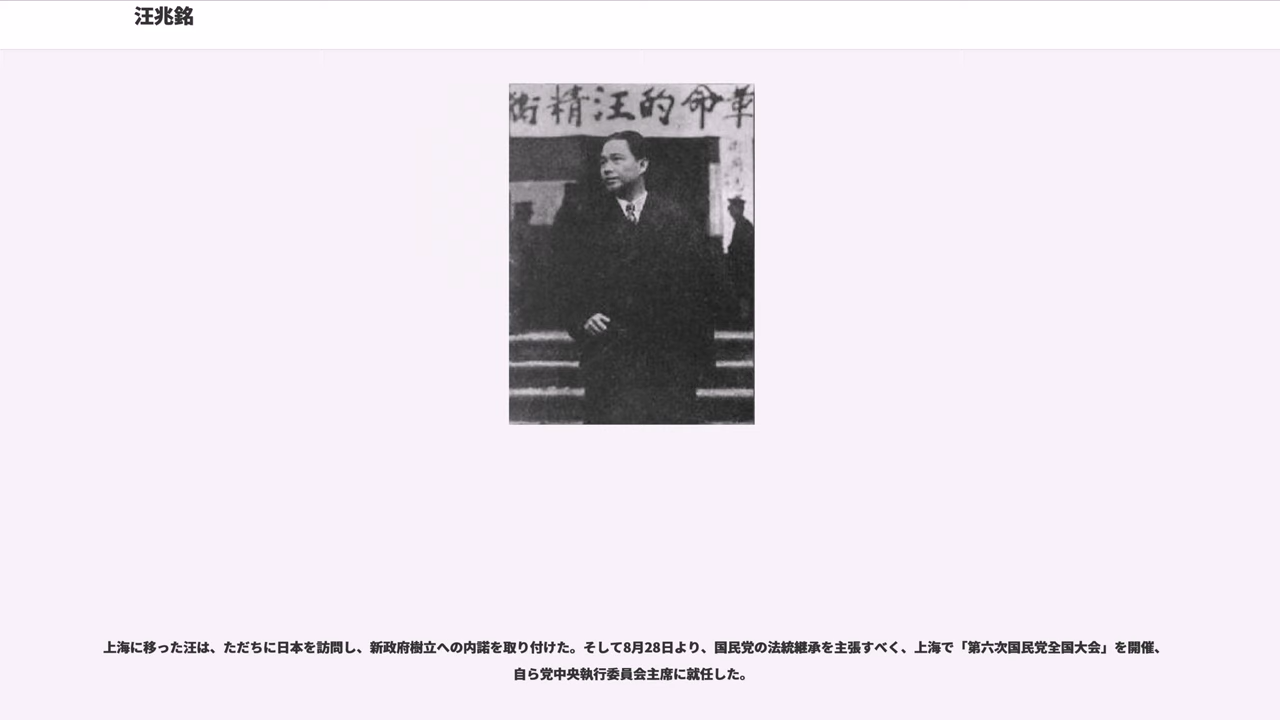 汪兆銘
革命的汪精衛
上海に移った汪は、ただちに日本を訪問し、新政府樹立への内諾を取り付けた。そして8月28日より、国民党の法統継承を主張すべく、上海で「第六次国民党全国大会」を開催、
自ら党中央執行委員会主席に就任した。